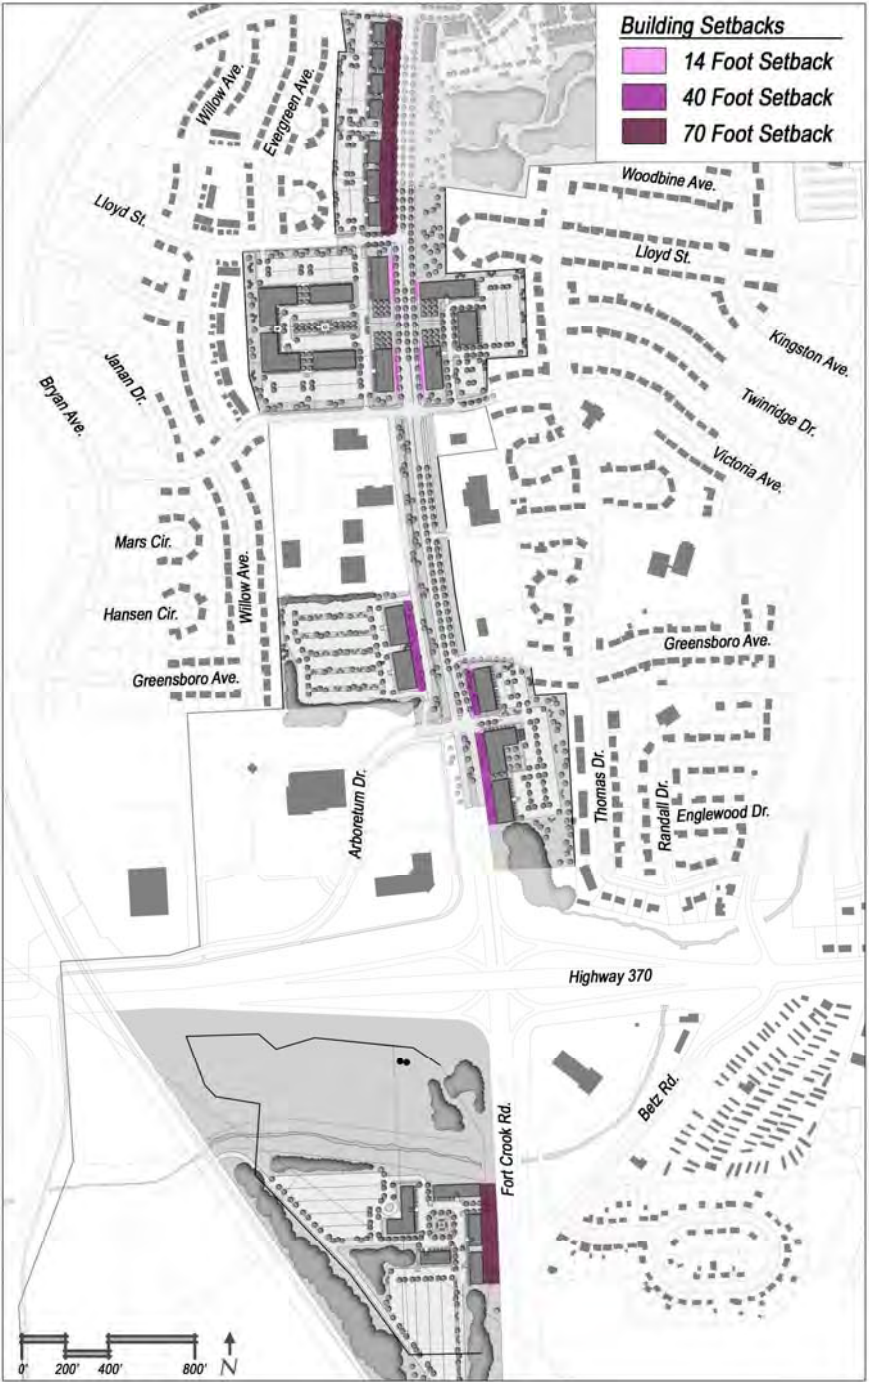 Building Setbacks
14 Foot Setback
40 Foot Setback
70 Foot Setback
Willow Ave.
Evergreen Ave.
Woodbine Ave.
Lloyd St.
Lloyd St.
Kingston Ave.
Janan Dr.
Bryan Ave.
Twinridge Dr.
Victoria Ave.
Mars Cir.
Willow Ave.
Hansen Cir.
Greensboro Ave.
Greensboro Ave.
Thomas Dr.
Randall Dr.
Arboretum Dr.
Englewood Dr.
Highway 370
Betz Rd.
Fort Crook Rd.
0' 200' 400' 800' N